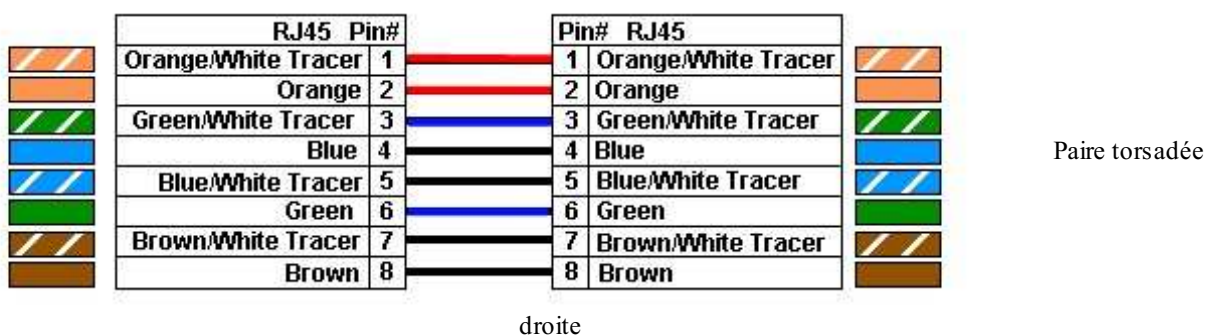 RJ45 Pin# Pin# RJ45
Orange/White Tracer 1 1 Orange/White Tracer
Orange 2 2 Orange
Green/White Tracer 3 3 Green/White Tracer
Blue 4 4 Blue Paire torsadée
Blue/White Tracer 5 5 Blue/White Tracer
Green 6 6 Green
Brown/White Tracer 7 7 Brown/White Tracer
Brown 8 8 Brown
droite